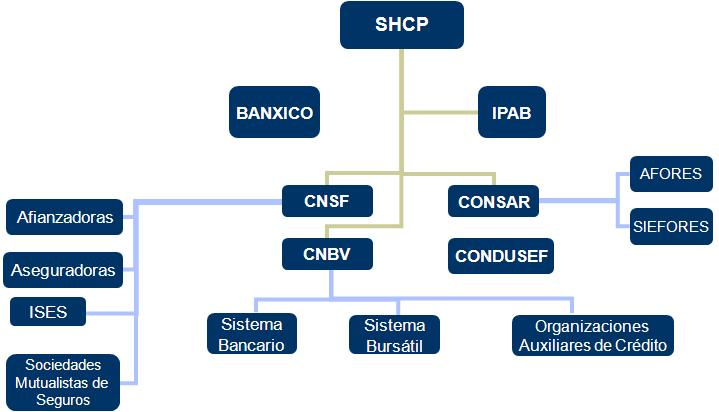 SHCP
BANXICO
IPAB
CNSF
CONSAR
AFORES
SIEFORES
Afianzadoras
CNBV
CONDUSEF
Aseguradoras
ISES
Sistema
Bancario
Sistema
Bursátil
Organizaciones
Auxiliares de Crédito
Sociedades
Mutualistas de
Seguros